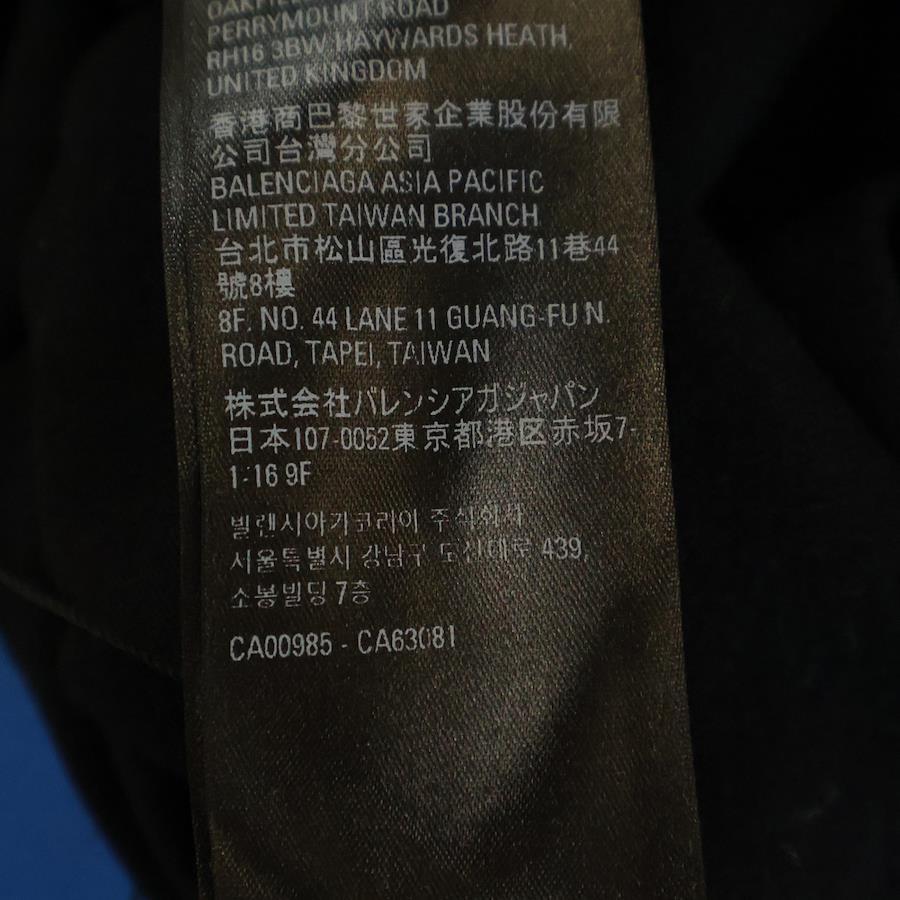 OAKFIELD
PERRYMOUNT ROAD
RH16 3BW HAYWARDS HEATH,
UNITED KINGDOM
香港商巴黎世家企業股份有限
公司台灣分公司
BALENCIAGA ASIA PACIFIC
LIMITED TAIWAN BRANCH
台北市松山區光復北路11巷44
號8樓
8F. NO. 44 LANE 11 GUANG-FU N.
ROAD, TAPEI, TAIWAN
株式会社バレンシアガジャパン
日本107-0052東京都港区赤坂7-
1-16 9F
발렌시아가코리아 주식회사
서울특별시 강남구 도산대로 439,
소봉빌딩 7층
CA00985 - CA63081